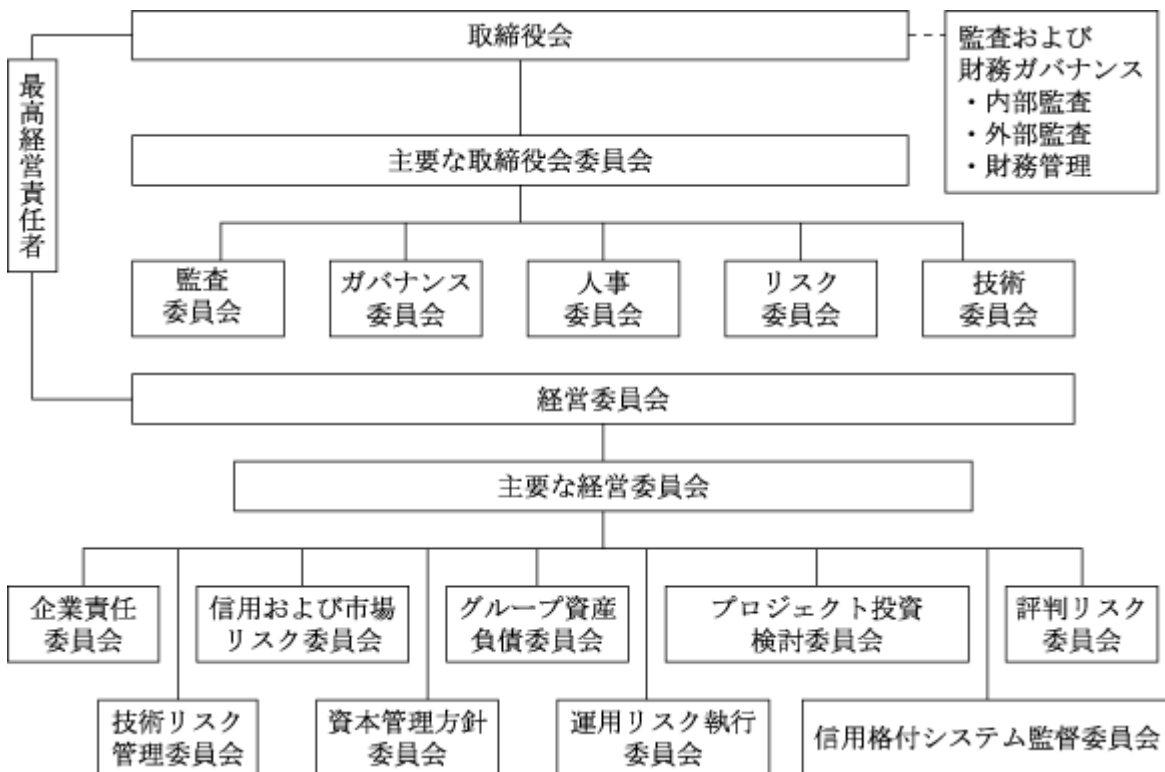 取締役会
監査および
財務ガバナンス
・内部監査
・外部監査
・財務管理
最高経営責任者
主要な取締役会委員会
監査
委員会
ガバナンス
委員会
人事
委員会
リスク
委員会
技術
委員会
経営委員会
主要な経営委員会
企業責任
委員会
信用および市場
リスク委員会
グループ資産
負債委員会
プロジェクト投資
検討委員会
評判リスク
委員会
技術リスク
管理委員会
資本管理方針
委員会
運用リスク執行
委員会
信用格付システム監督委員会